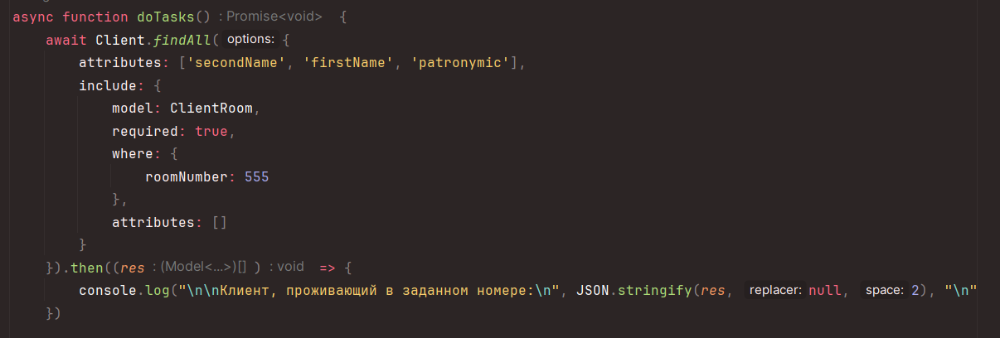 async function doTasks() : Promise<void> {
    await Client.findAll( options: {
        attributes: ['secondName', 'firstName', 'patronymic'],
        include: {
            model: ClientRoom,
            required: true,
            where: {
                roomNumber: 555
            },
            attributes: []
        }
    }).then((res : (Model<...>)[] ) : void => {
        console.log("\n\nКлиент, проживающий в заданном номере:\n", JSON.stringify(res, replacer: null, space: 2), "\n"
    })